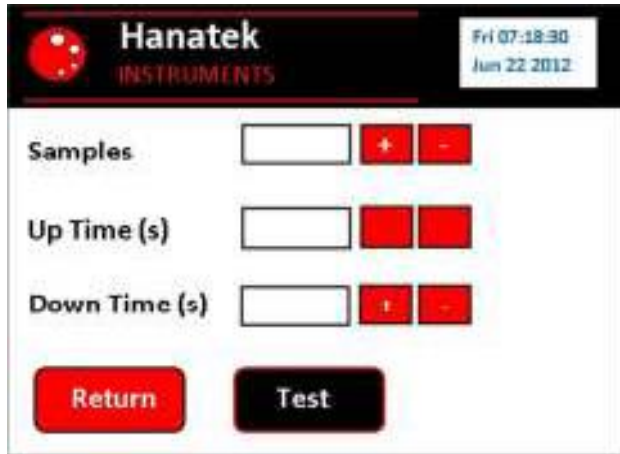 Hanatek
INSTRUMENTS
Fri 07:18:30
Jun 22 2012
Samples + -
Up Time (s)
Down Time (s) + -
Return Test